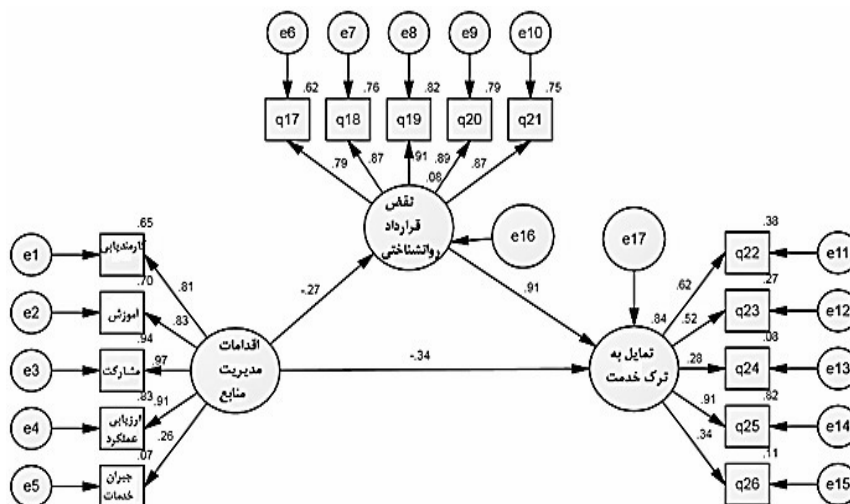 e6 e7 e8 e9 e10
.62 .76 .82 .79 .75
q17 q18 q19 q20 q21
.79 .87 .91 .89 .87
.08
نقض
قرارداد
روانشناختی
e16 e17
.65 .38
e1 کارمندیابی q22 e11
.70 .81 -.27 .91 .62 .27
e2 آموزش .83 .84 .52 q23 e12
.94 اقدامات -.34 تمایل به .08
e3 مشارکت .97 مدیریت ترک خدمت .28 q24 e13
.83 .91 منابع .91 .82
e4 ارزیابی q25 e14
عملکرد
.07 .26 .34 .11
e5 جبران q26 e15
خدمات